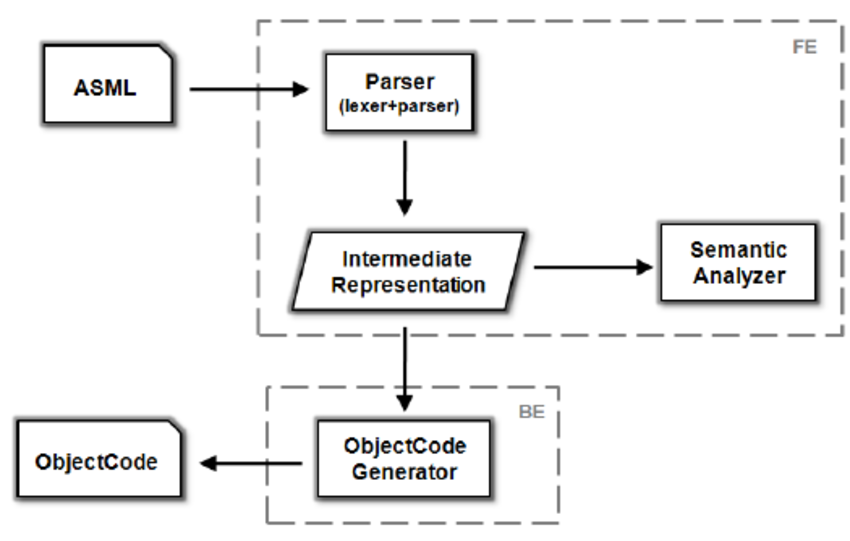 FE
ASML
Parser
(lexer+parser)
Intermediate
Representation
Semantic
Analyzer
BE
ObjectCode
ObjectCode
Generator